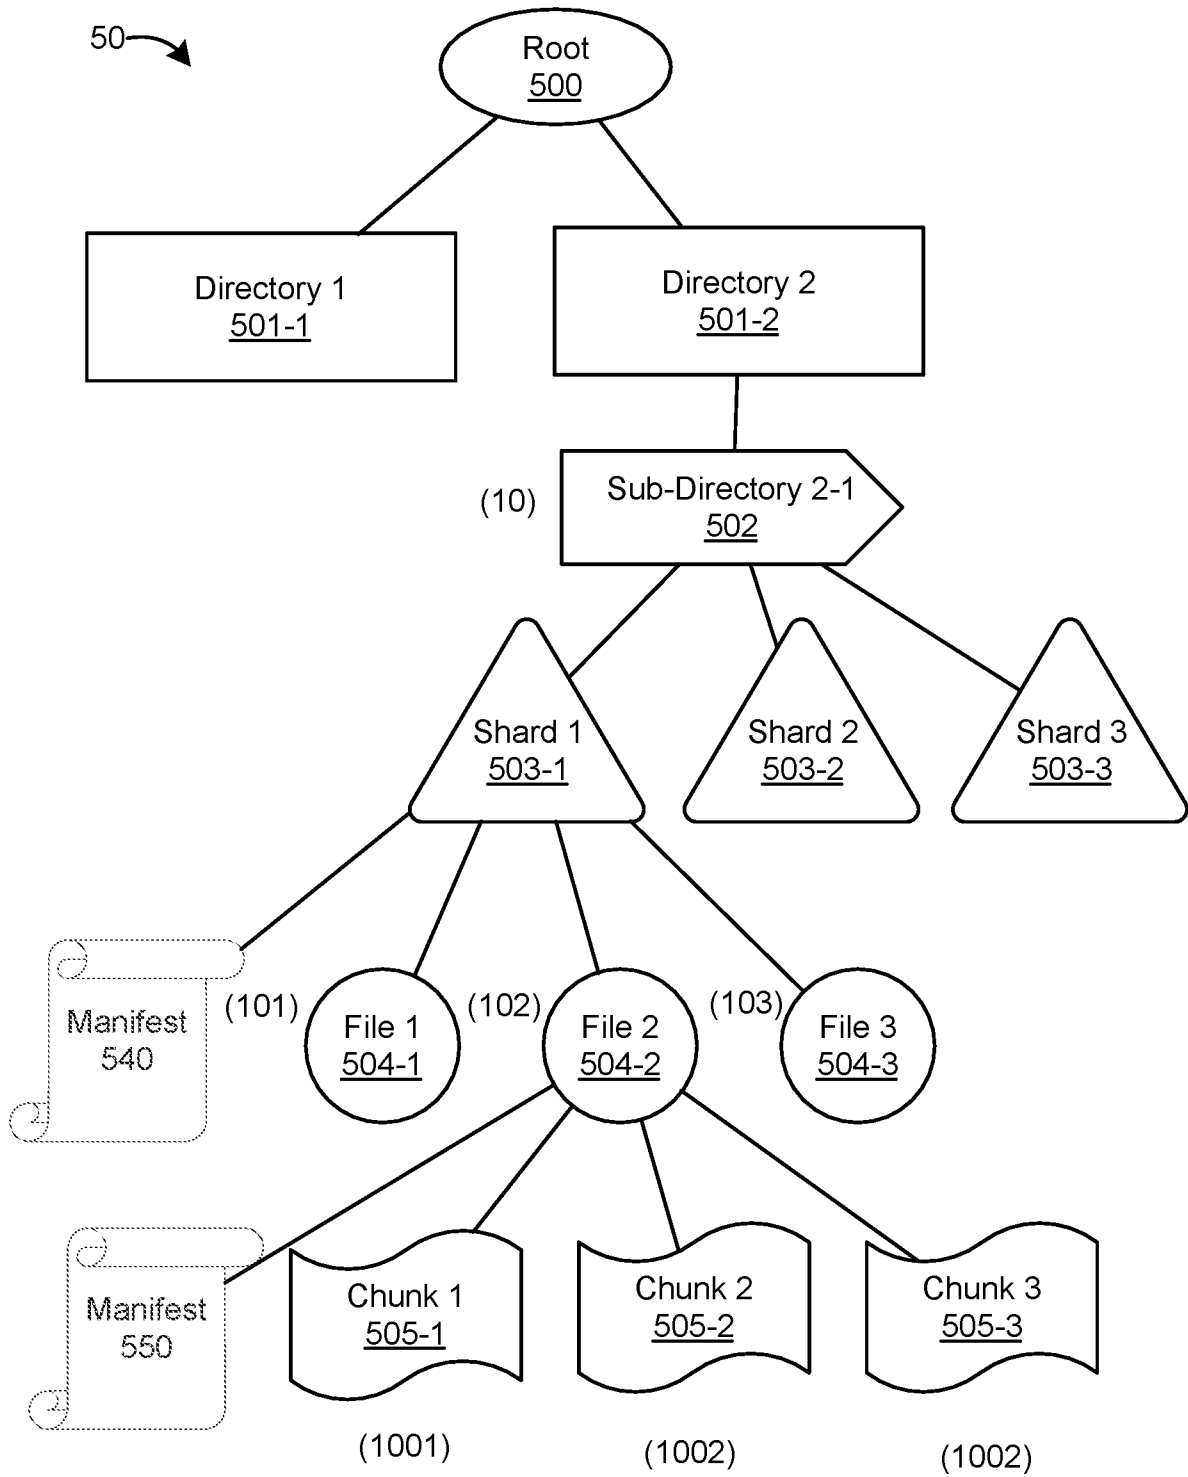 50
Root
500
Directory 1
501-1
Directory 2
501-2
(10)
Sub-Directory 2-1
502
Shard 1
503-1
Shard 2
503-2
Shard 3
503-3
Manifest
540
(101)
File 1
504-1
(102)
File 2
504-2
(103)
File 3
504-3
Manifest
550
Chunk 1
505-1
Chunk 2
505-2
Chunk 3
505-3
(1001)
(1002)
(1002)